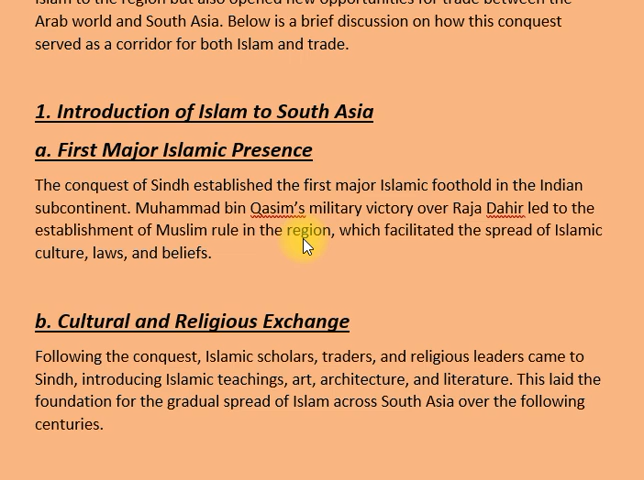 Islam to the region but also opened new opportunities for trade between the
Arab world and South Asia. Below is a brief discussion on how this conquest
served as a corridor for both Islam and trade.
1. Introduction of Islam to South Asia
a. First Major Islamic Presence
The conquest of Sindh established the first major Islamic foothold in the Indian
subcontinent. Muhammad bin Qasim’s military victory over Raja Dahir led to the
establishment of Muslim rule in the region, which facilitated the spread of Islamic
culture, laws, and beliefs.
b. Cultural and Religious Exchange
Following the conquest, Islamic scholars, traders, and religious leaders came to
Sindh, introducing Islamic teachings, art, architecture, and literature. This laid the
foundation for the gradual spread of Islam across South Asia over the following
centuries.